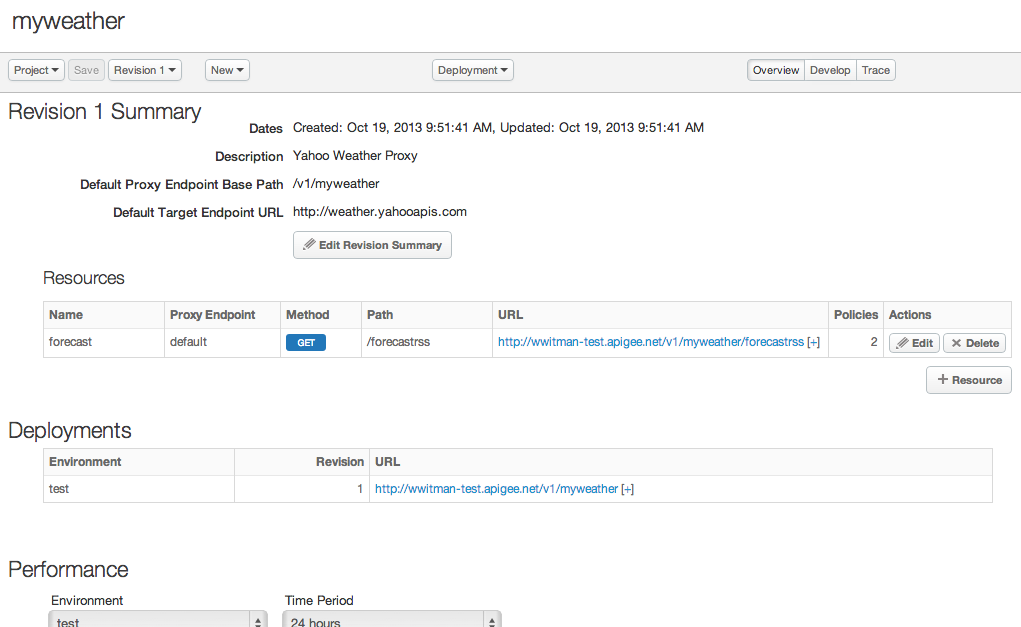 myweather
Project Save Revision 1 New Deployment Overview Develop Trace
Revision 1 Summary
Dates Created: Oct 19, 2013 9:51:41 AM, Updated: Oct 19, 2013 9:51:41 AM
Description Yahoo Weather Proxy
Default Proxy Endpoint Base Path /v1/myweather
Default Target Endpoint URL http://weather.yahooapis.com
Edit Revision Summary
Resources
Name Proxy Endpoint Method Path URL Policies Actions
forecast default GET /forecastrss http://wwitman-test.apigee.net/v1/myweather/forecastrss [+] 2 Edit Delete
+ Resource
Deployments
Environment Revision URL
test 1 http://wwitman-test.apigee.net/v1/myweather [+]
Performance
Environment Time Period
test 24 hours